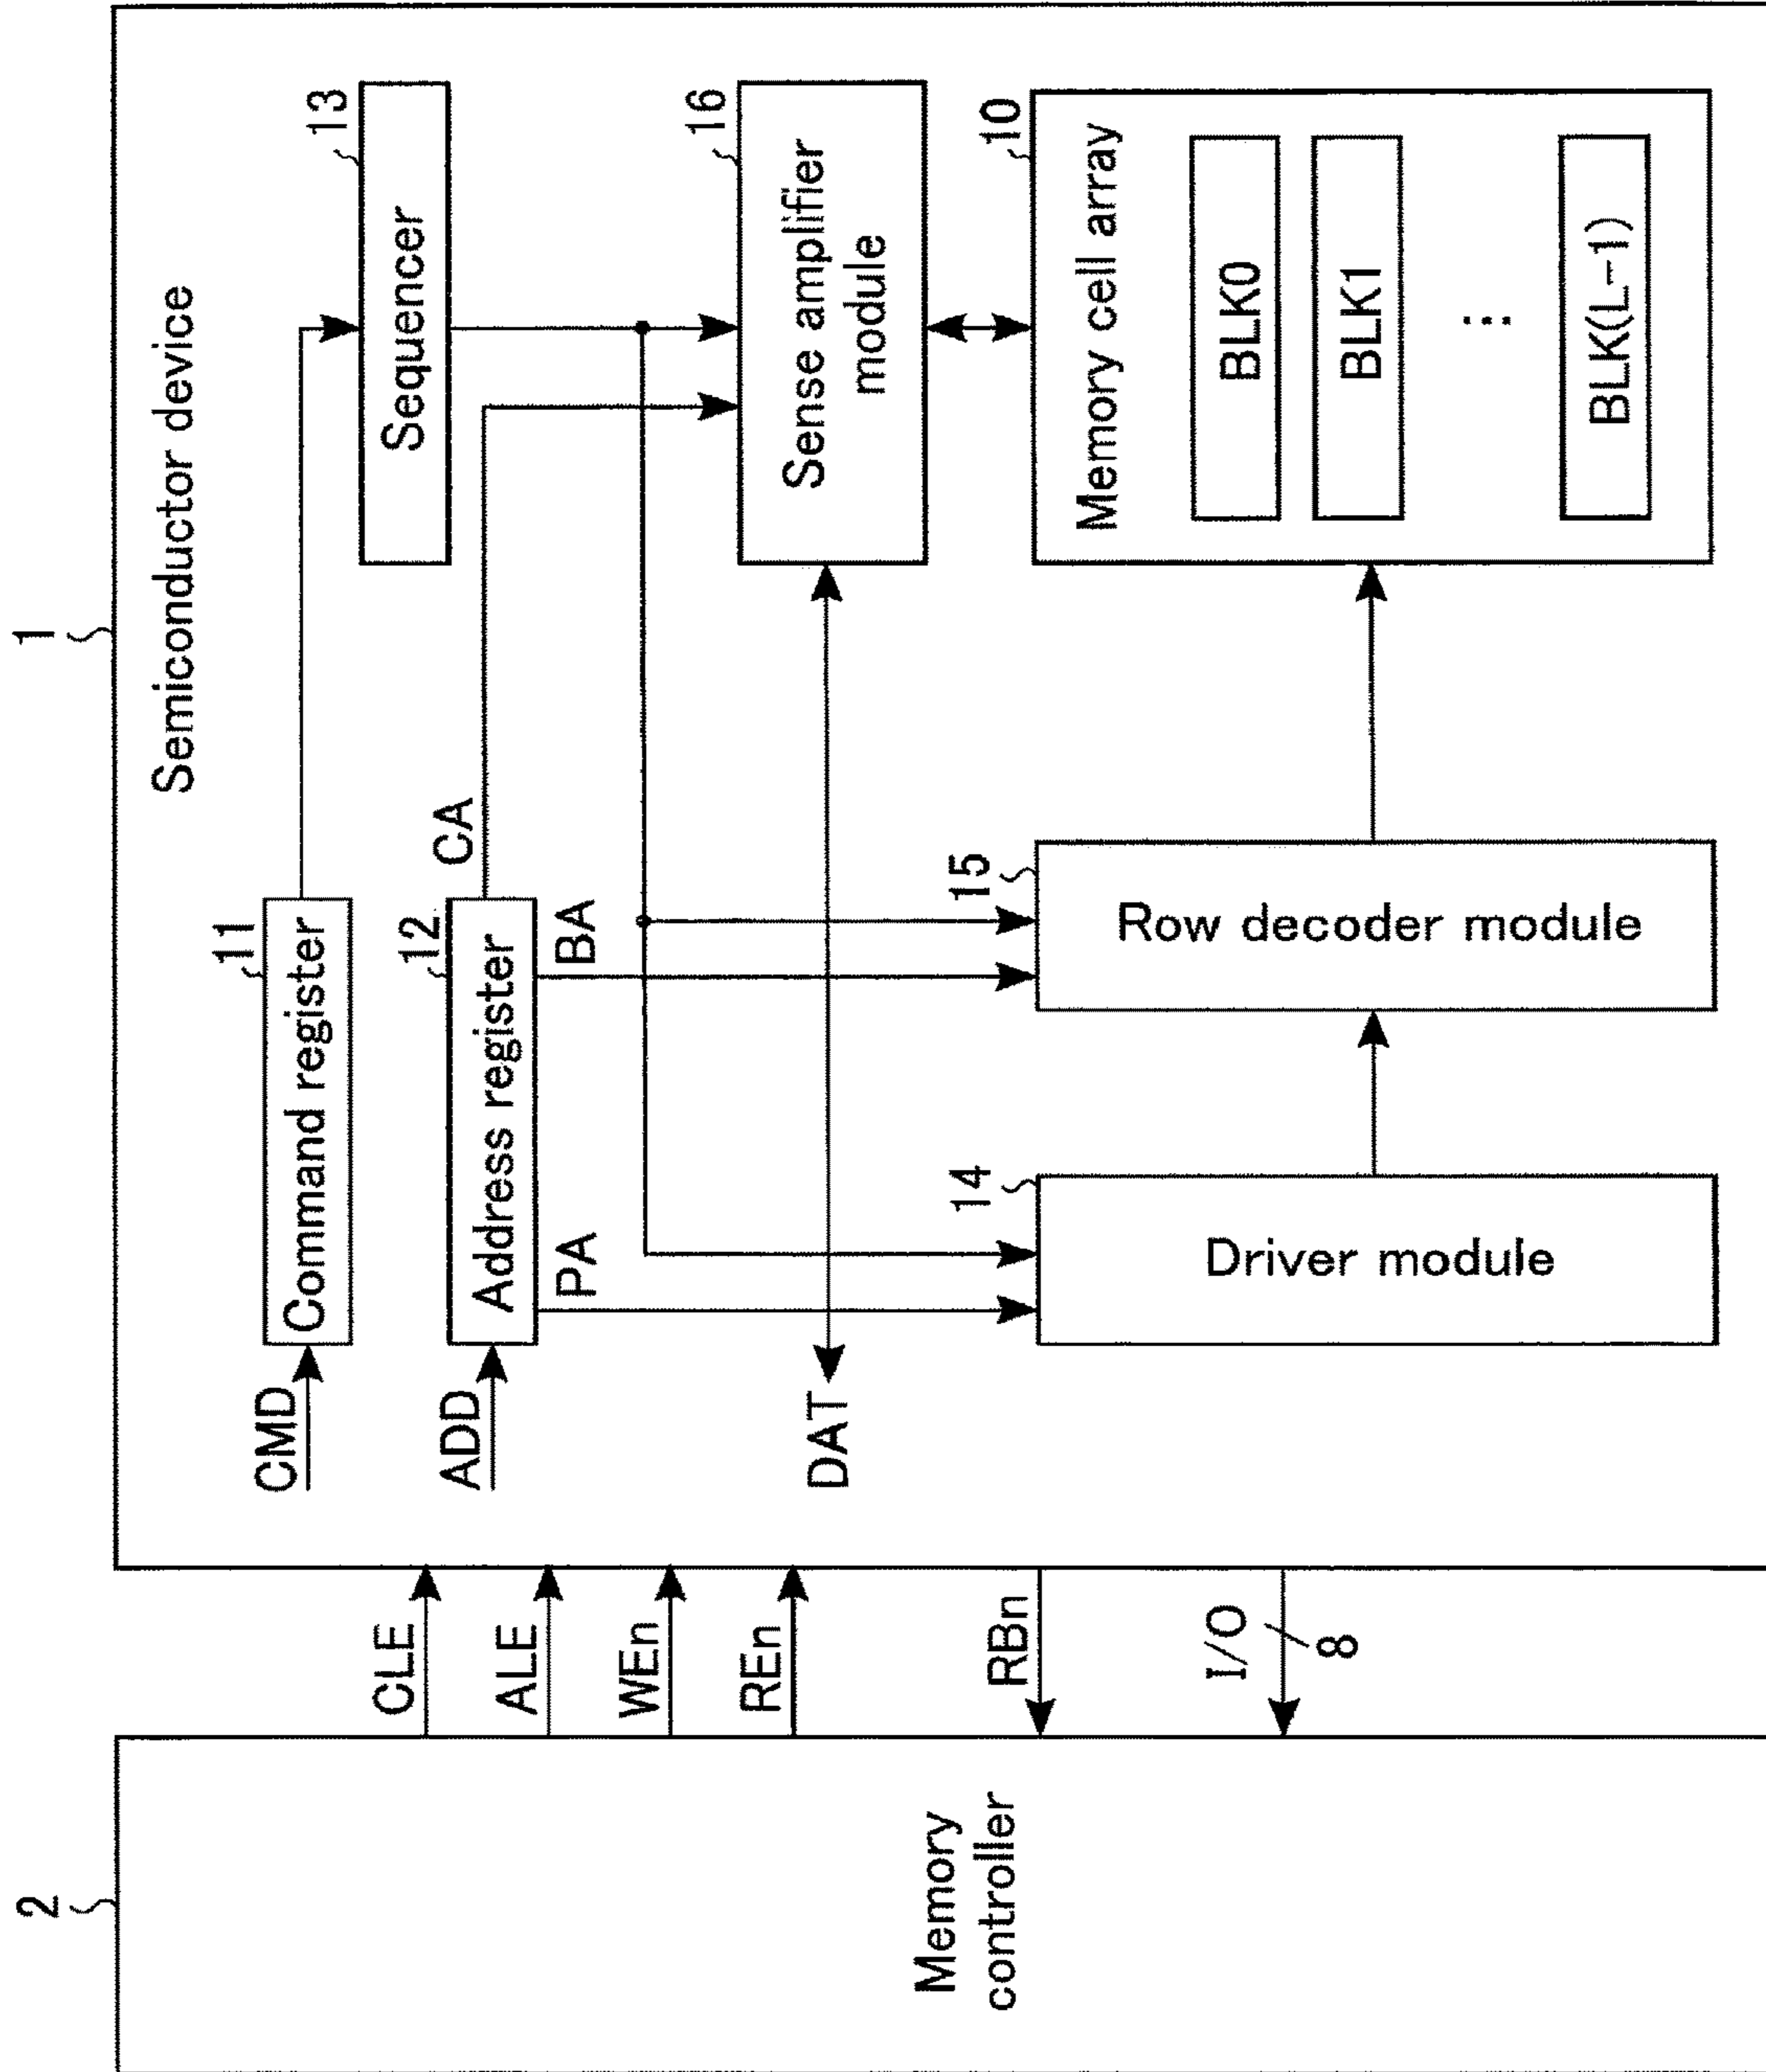 2
Memory
controller
CLE
ALE
WEn
REn
RBn
I/O
8
1
Semiconductor device
CMD
11
Command register
13
Sequencer
ADD
12
Address register
CA
PA
BA
16
Sense amplifier
module
DAT
14
Driver module
15
Row decoder module
10
Memory cell array
BLK0
BLK1
...
BLK(L-1)